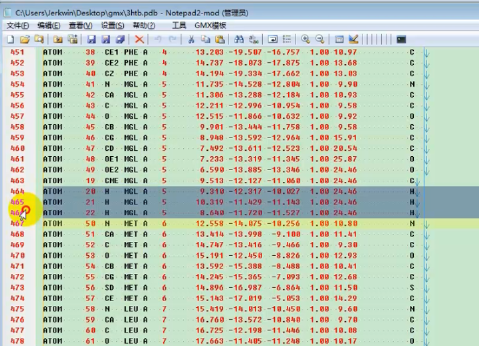 C:\Users\Jerkwin\Desktop\gmx\3htb.pdb - Notepad2-mod (管理员)
文件(F) 编辑(E) 查看(V) 设置(S) 帮助(?) 工具 GMX模板
451 ATOM 38 CE1 PHE A 4 13.203 -19.507 -16.757 1.00 10.97 C
452 ATOM 39 CE2 PHE A 4 14.737 -18.073 -17.875 1.00 13.68 C
453 ATOM 40 CZ PHE A 4 14.194 -19.334 -17.662 1.00 13.03 C
454 ATOM 41 N MGL A 5 11.735 -14.528 -12.804 1.00 9.90 N
455 ATOM 42 CA MGL A 5 11.306 -13.288 -12.184 1.00 10.93 C
456 ATOM 43 C MGL A 5 12.211 -12.996 -10.954 1.00 9.58 C
457 ATOM 44 O MGL A 5 12.515 -11.866 -10.632 1.00 9.92 O
458 ATOM 45 CB MGL A 5 9.901 -13.444 -11.758 1.00 9.58 C
459 ATOM 46 CG MGL A 5 8.948 -13.592 -12.964 1.00 15.91 C
460 ATOM 47 CD MGL A 5 7.492 -13.611 -12.523 1.00 20.54 C
461 ATOM 48 OE1 MGL A 5 7.233 -13.319 -11.345 1.00 25.87 O
462 ATOM 49 OE2 MGL A 5 6.590 -13.885 -13.346 1.00 24.46 O
463 ATOM 19 CME MGL A 5 9.513 -12.127 -11.060 1.00 24.46 C
464 ATOM 20 H MGL A 5 9.310 -12.317 -10.027 1.00 24.46 H
465 ATOM 21 H MGL A 5 10.319 -11.429 -11.143 1.00 24.46 H
ATOM 22 H MGL A 5 8.640 -11.720 -11.527 1.00 24.46 H
467 ATOM 50 N MET A 6 12.558 -14.075 -10.256 1.00 10.80 N
468 ATOM 51 CA MET A 6 13.414 -13.998 -9.100 1.00 11.41 C
469 ATOM 52 C MET A 6 14.747 -13.416 -9.466 1.00 9.30 C
470 ATOM 53 O MET A 6 15.191 -12.450 -8.826 1.00 12.83 O
471 ATOM 54 CB MET A 6 13.592 -15.388 -8.488 1.00 10.41 C
472 ATOM 55 CG MET A 6 14.245 -15.365 -7.093 1.00 12.68 C
473 ATOM 56 SD MET A 6 14.896 -16.987 -6.864 1.00 11.50 S
474 ATOM 57 CE MET A 6 15.143 -17.019 -5.053 1.00 14.29 C
475 ATOM 58 N LEU A 7 15.419 -14.013 -10.450 1.00 9.60 N
476 ATOM 59 CA LEU A 7 16.760 -13.572 -10.840 1.00 9.70 C
477 ATOM 60 C LEU A 7 16.725 -12.198 -11.446 1.00 10.08 C
478 ATOM 61 O LEU A 7 17.663 -11.405 -11.248 1.00 10.17 O